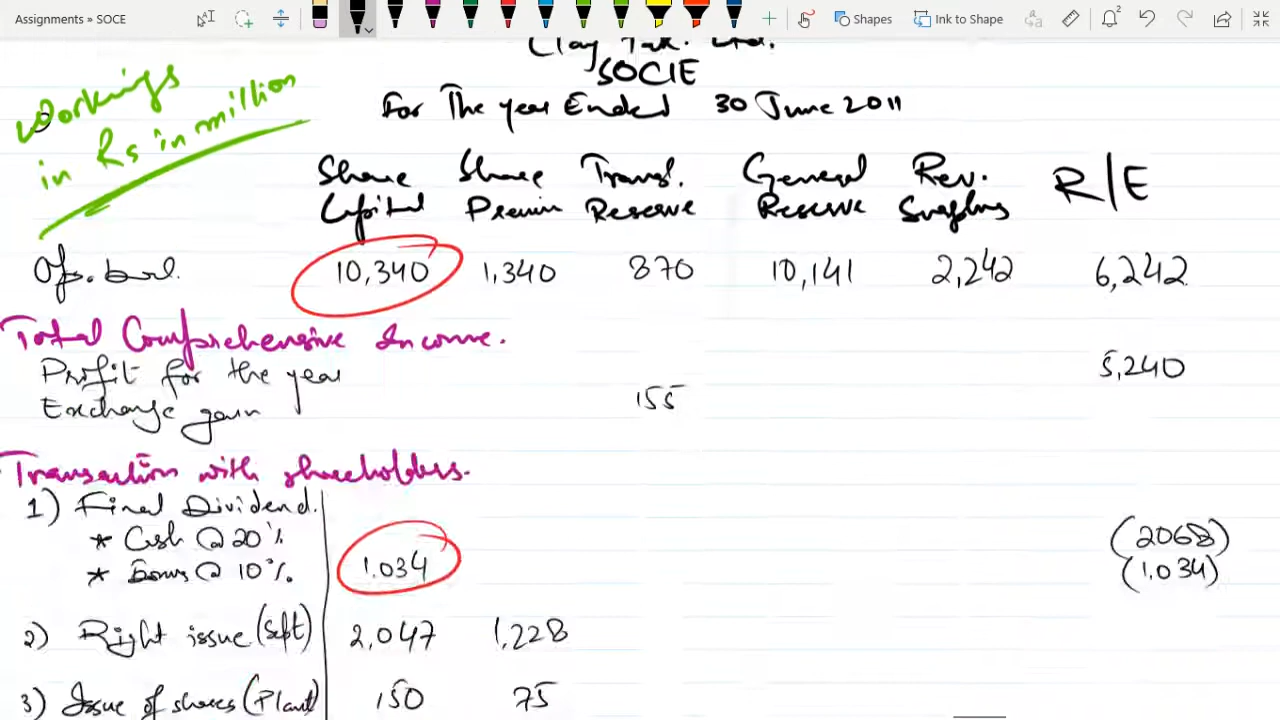 Assignments » SOCE
Shapes
Ink to Shape
2
Workings
in Rs in million
Ltd.
SOCIE
For The year Ended 30 June 2011
Share Capital
Share Premium
Transl. Reserve
General Reserve
Rev. Surplus
R/E
Op. bal. 10,340 1,340 870 10,141 2,242 6,242
Total Comprehensive Income.
Profit for the year 5,240
Exchange gain 155
Transaction with shareholders.
1) Final Dividend.
* Cash @ 20% (2068)
* Bonus @ 10% 1,034 (1,034)
2) Right issue (Sept) 2,047 1,228
3) Issue of shares (Plant) 150 75